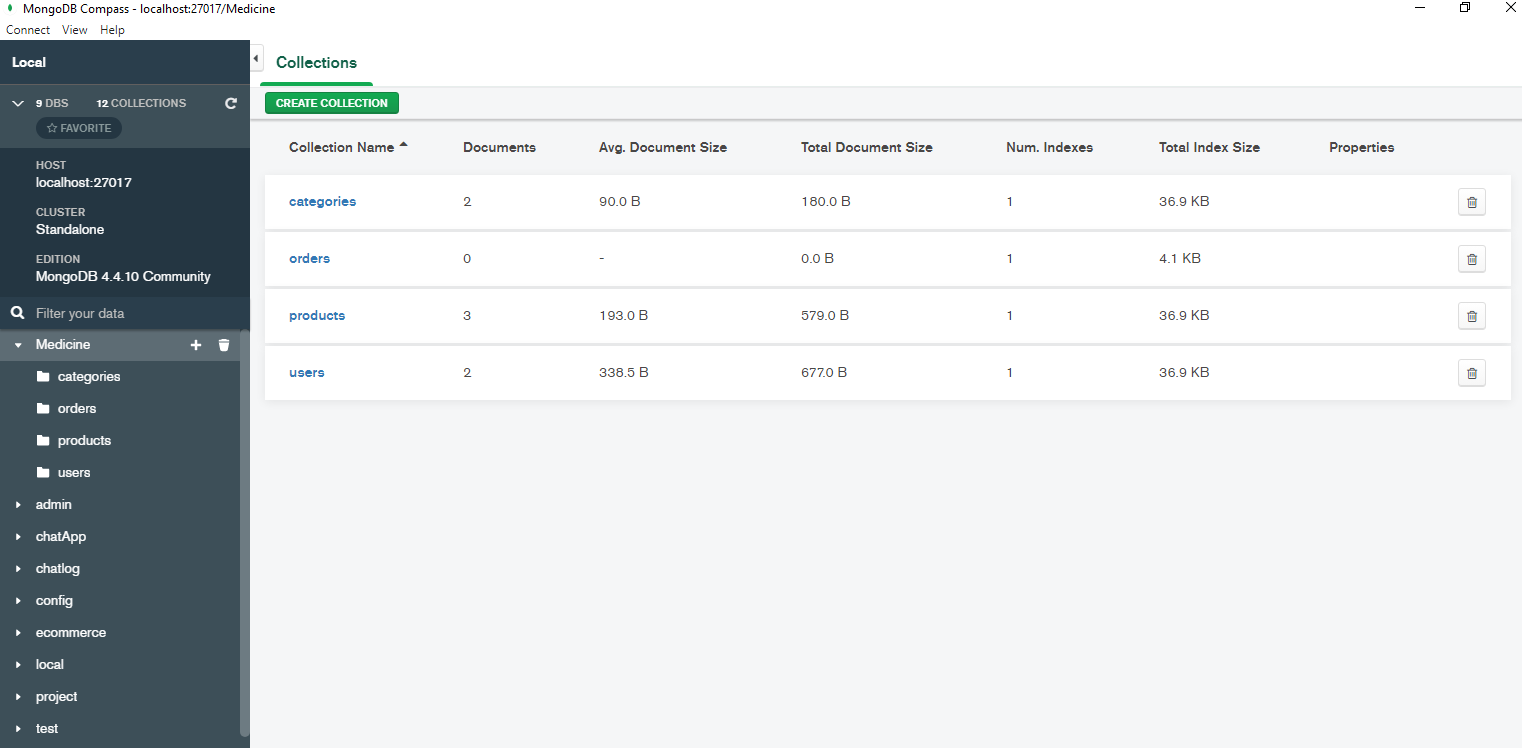 MongoDB Compass - localhost:27017/Medicine
Connect View Help
Local
9 DBS 12 COLLECTIONS
FAVORITE
HOST
localhost:27017
CLUSTER
Standalone
EDITION
MongoDB 4.4.10 Community
Filter your data
Medicine
categories
orders
products
users
admin
chatApp
chatlog
config
ecommerce
local
project
test
Collections
CREATE COLLECTION
Collection Name Documents Avg. Document Size Total Document Size Num. Indexes Total Index Size Properties
categories 2 90.0 B 180.0 B 1 36.9 KB
orders 0 - 0.0 B 1 4.1 KB
products 3 193.0 B 579.0 B 1 36.9 KB
users 2 338.5 B 677.0 B 1 36.9 KB